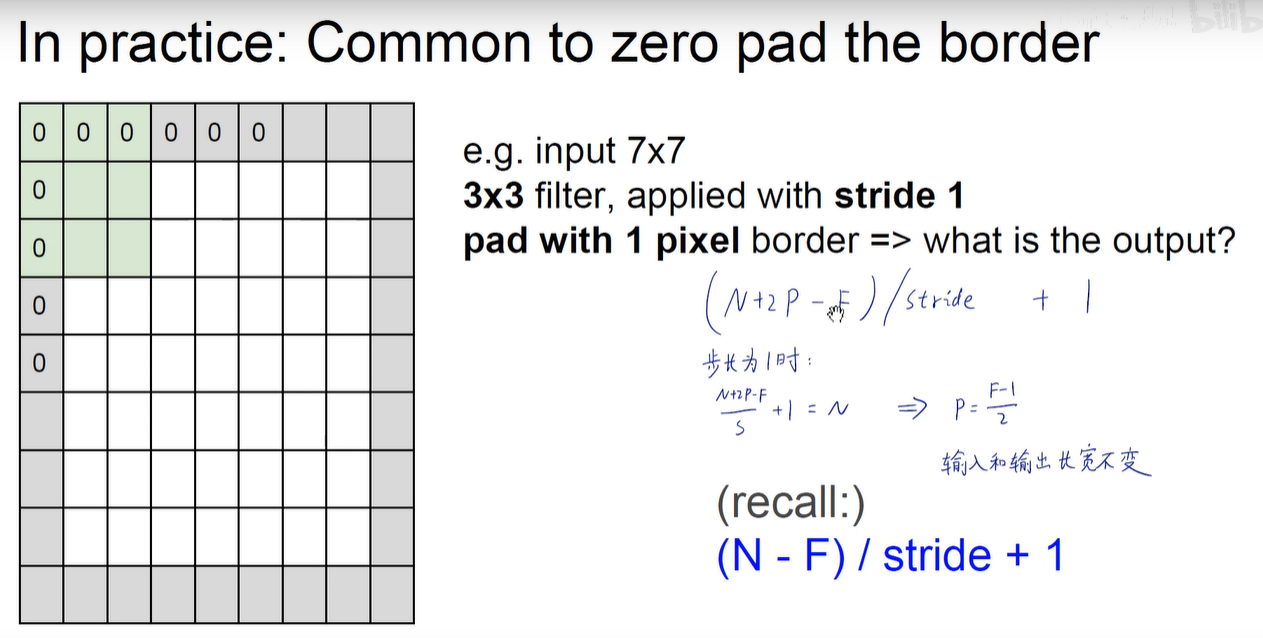 In practice: Common to zero pad the border
bilib
0 0 0 0 0 0
0
0
0
0
e.g. input 7x7
3x3 filter, applied with stride 1
pad with 1 pixel border => what is the output?
(N+2P-F)/stride + 1
步长为1时:
(N+2P-F)/S +1 = N => P = (F-1)/2
输入和输出长宽不变
(recall:)
(N - F) / stride + 1